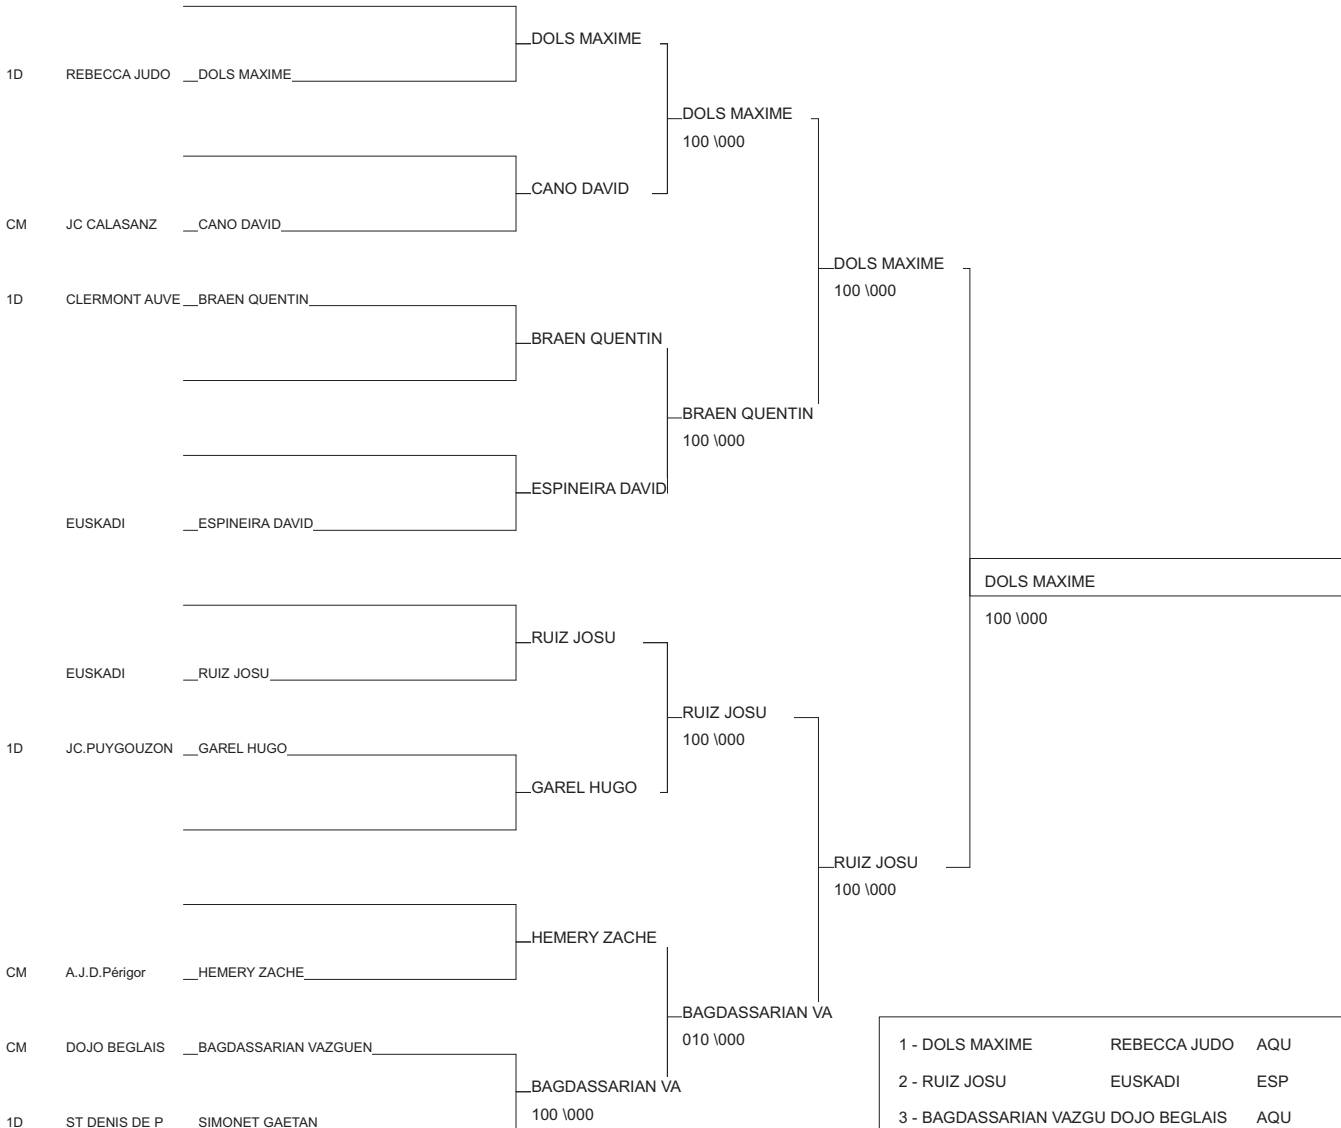 DOLS MAXIME
1D REBECCA JUDO DOLS MAXIME
DOLS MAXIME
100 \000
CANO DAVID
CM JC CALASANZ CANO DAVID
DOLS MAXIME
100 \000
1D CLERMONT AUVE BRAEN QUENTIN
BRAEN QUENTIN
BRAEN QUENTIN
100 \000
ESPINEIRA DAVID
EUSKADI ESPINEIRA DAVID
DOLS MAXIME
100 \000
RUIZ JOSU
EUSKADI RUIZ JOSU
RUIZ JOSU
100 \000
1D JC.PUYGOUZON GAREL HUGO
GAREL HUGO
RUIZ JOSU
100 \000
HEMERY ZACHE
CM A.J.D.Périgor HEMERY ZACHE
BAGDASSARIAN VA
010 \000
CM DOJO BEGLAIS BAGDASSARIAN VAZGUEN
BAGDASSARIAN VA
100 \000
1D ST DENIS DE P SIMONET GAETAN
1 - DOLS MAXIME REBECCA JUDO AQU
2 - RUIZ JOSU EUSKADI ESP
3 - BAGDASSARIAN VAZGU DOJO BEGLAIS AQU